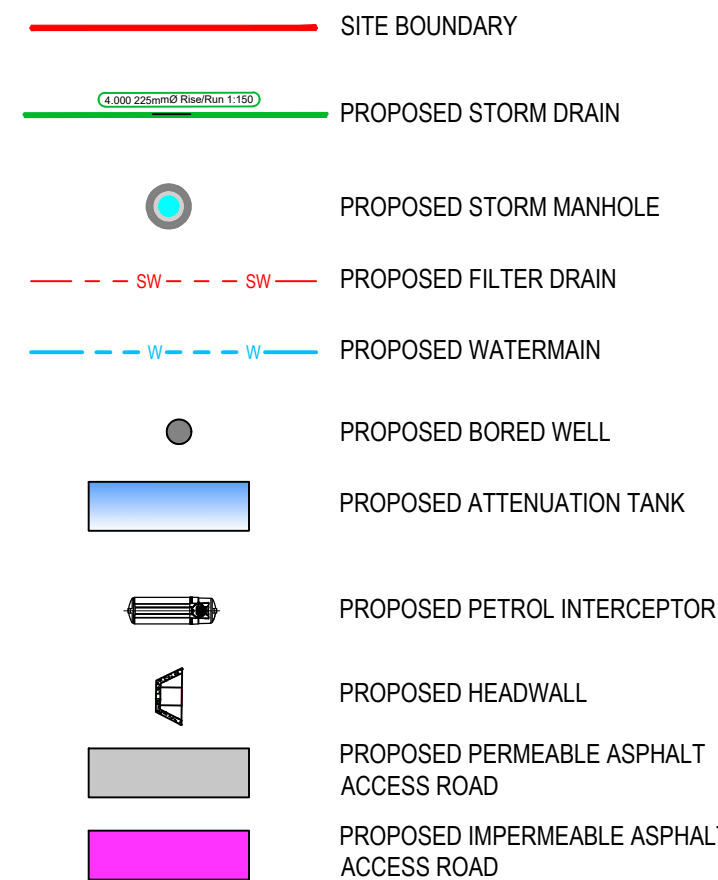 SITE BOUNDARY
4.000 225mmØ Rise/Run 1:150
PROPOSED STORM DRAIN
PROPOSED STORM MANHOLE
SW SW
PROPOSED FILTER DRAIN
W W
PROPOSED WATERMAIN
PROPOSED BORED WELL
PROPOSED ATTENUATION TANK
PROPOSED PETROL INTERCEPTOR
PROPOSED HEADWALL
PROPOSED PERMEABLE ASPHALT
ACCESS ROAD
PROPOSED IMPERMEABLE ASPHALT
ACCESS ROAD